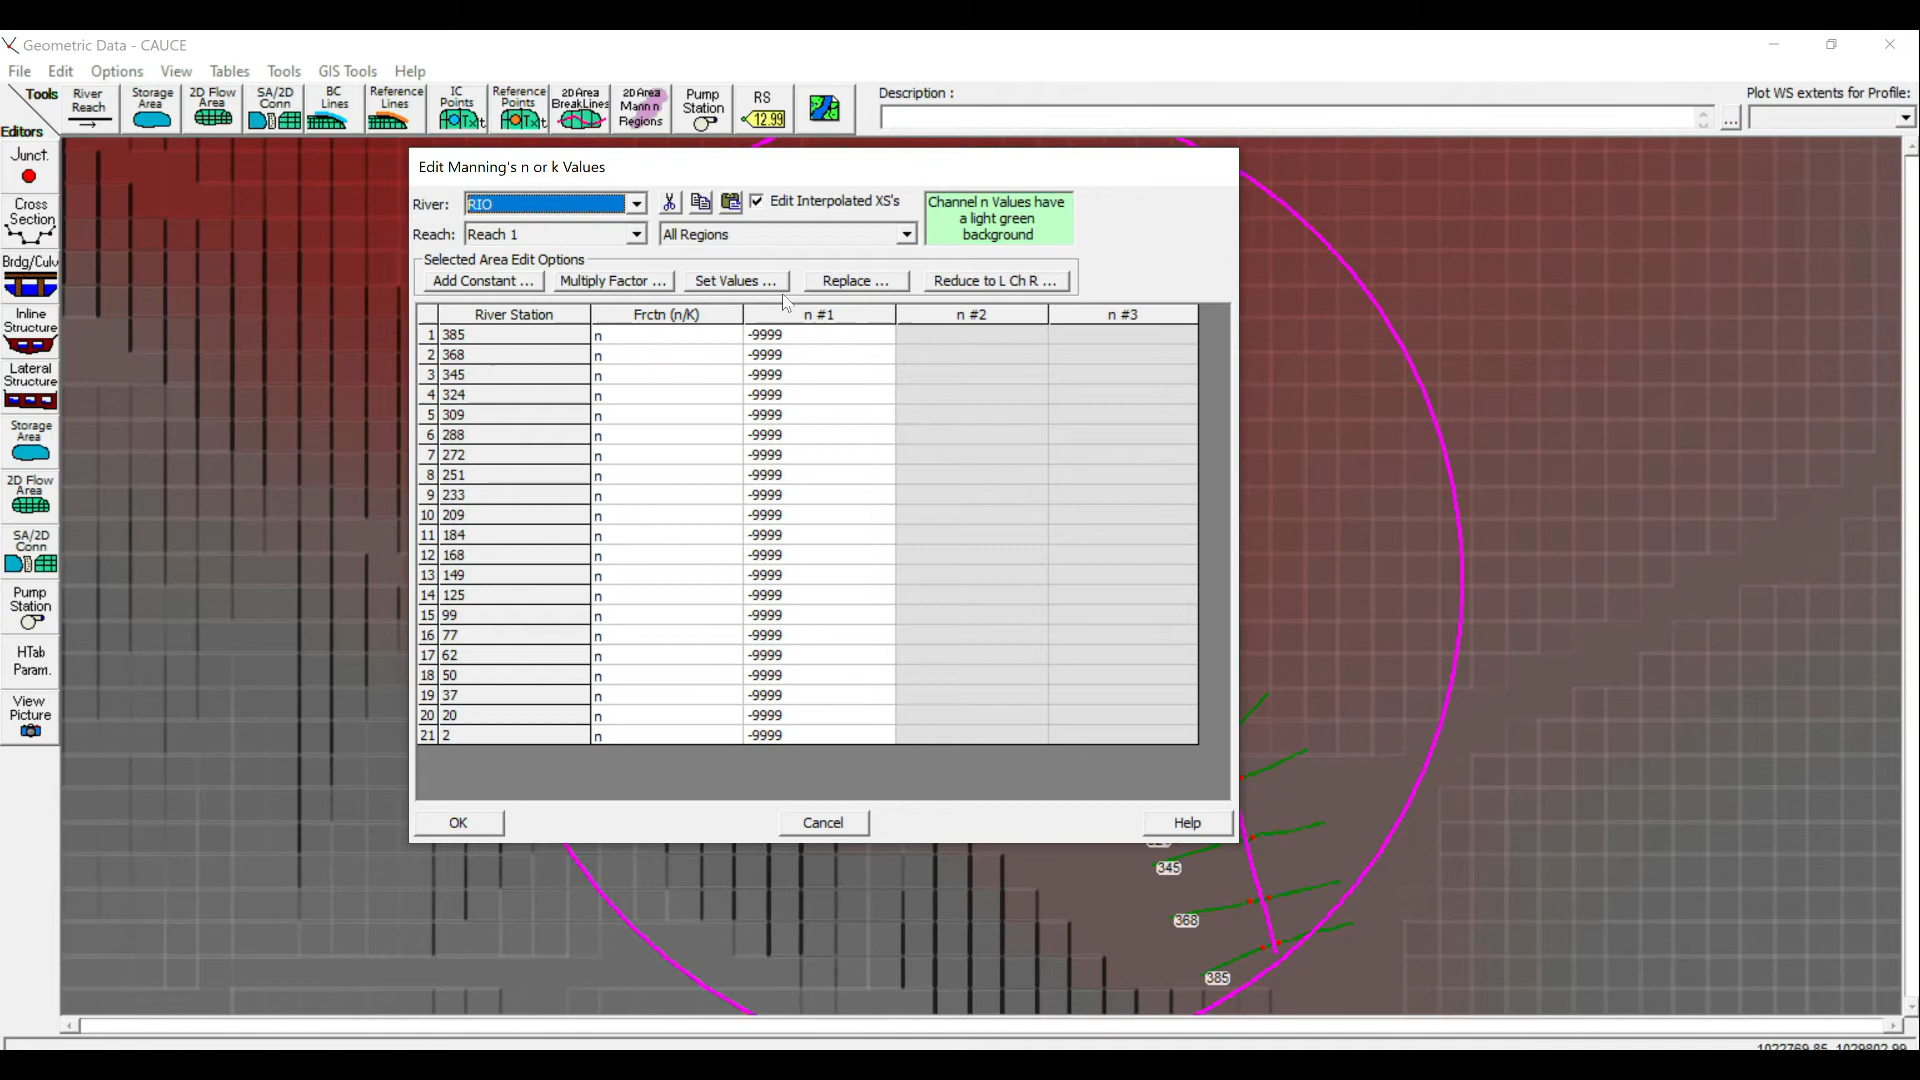 Geometric Data - CAUCE
File Edit Options View Tables Tools GIS Tools Help
Tools
Editors
River Reach
Storage Area
2D Flow Area
SA/2D Conn
BC Lines
Reference Lines
IC Points
Reference Points
2D Area BreakLines
2D Area Mann n Regions
Pump Station
RS
12.99
Description :
...
Plot WS extents for Profile:
Junct.
Cross Section
Brdg/Culv
Inline Structure
Lateral Structure
Storage Area
2D Flow Area
SA/2D Conn
Pump Station
HTab Param.
View Picture
Edit Manning's n or k Values
River: RIO
Edit Interpolated XS's
Channel n Values have
a light green
background
Reach: Reach 1
All Regions
Selected Area Edit Options
Add Constant ... Multiply Factor ... Set Values ... Replace ... Reduce to L Ch R ...
River Station Frctn (n/K) n #1 n #2 n #3
1 385 n -9999
2 368 n -9999
3 345 n -9999
4 324 n -9999
5 309 n -9999
6 288 n -9999
7 272 n -9999
8 251 n -9999
9 233 n -9999
10 209 n -9999
11 184 n -9999
12 168 n -9999
13 149 n -9999
14 125 n -9999
15 99 n -9999
16 77 n -9999
17 62 n -9999
18 50 n -9999
19 37 n -9999
20 20 n -9999
21 2 n -9999
OK Cancel Help
345
368
385